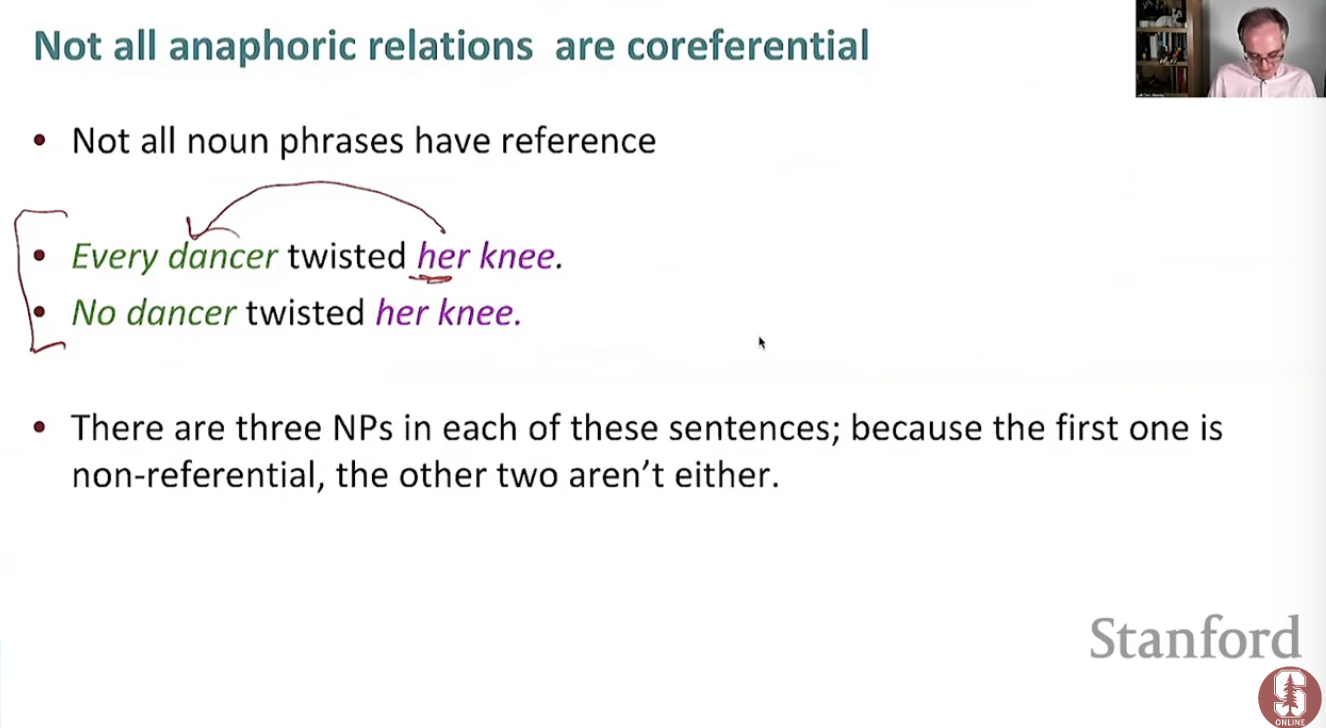 Not all anaphoric relations are coreferential
• Not all noun phrases have reference
• Every dancer twisted her knee.
• No dancer twisted her knee.
• There are three NPs in each of these sentences; because the first one is
non-referential, the other two aren’t either.
Stanford
S
ONLINE